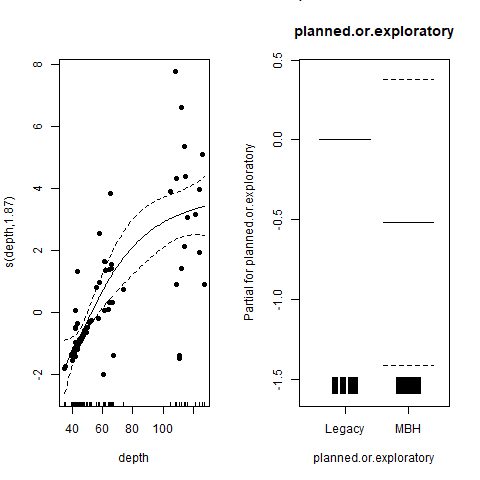 planned.or.exploratory
s(depth,1.87)
8
6
4
2
0
-2
40 60 80 100
depth
Partial for planned.or.exploratory
0.5
0.0
-0.5
-1.0
-1.5
Legacy MBH
planned.or.exploratory